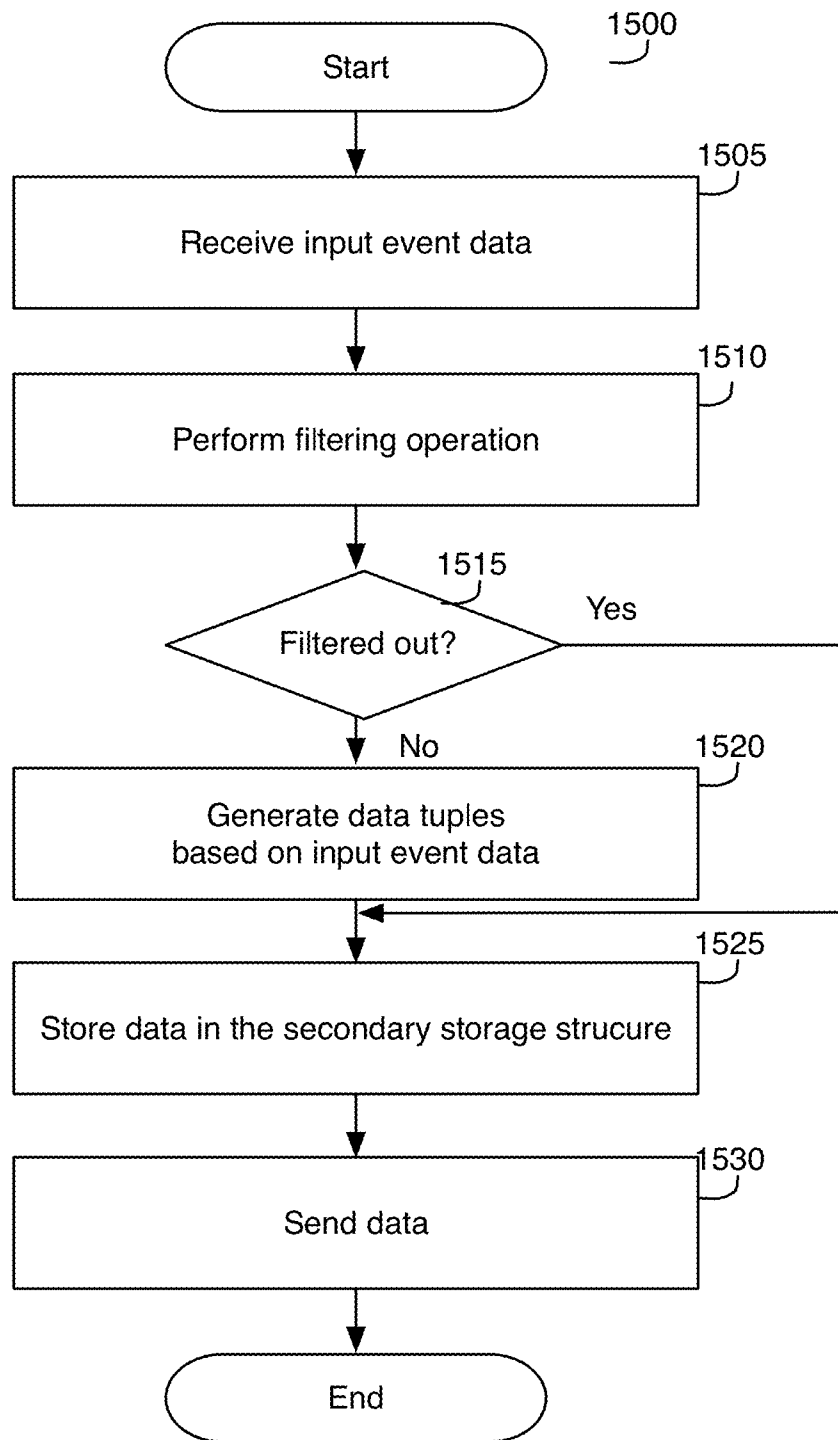 1500
Start
1505
Receive input event data
1510
Perform filtering operation
1515
Filtered out?
Yes
No
1520
Generate data tuples
based on input event data
1525
Store data in the secondary storage strucure
1530
Send data
End